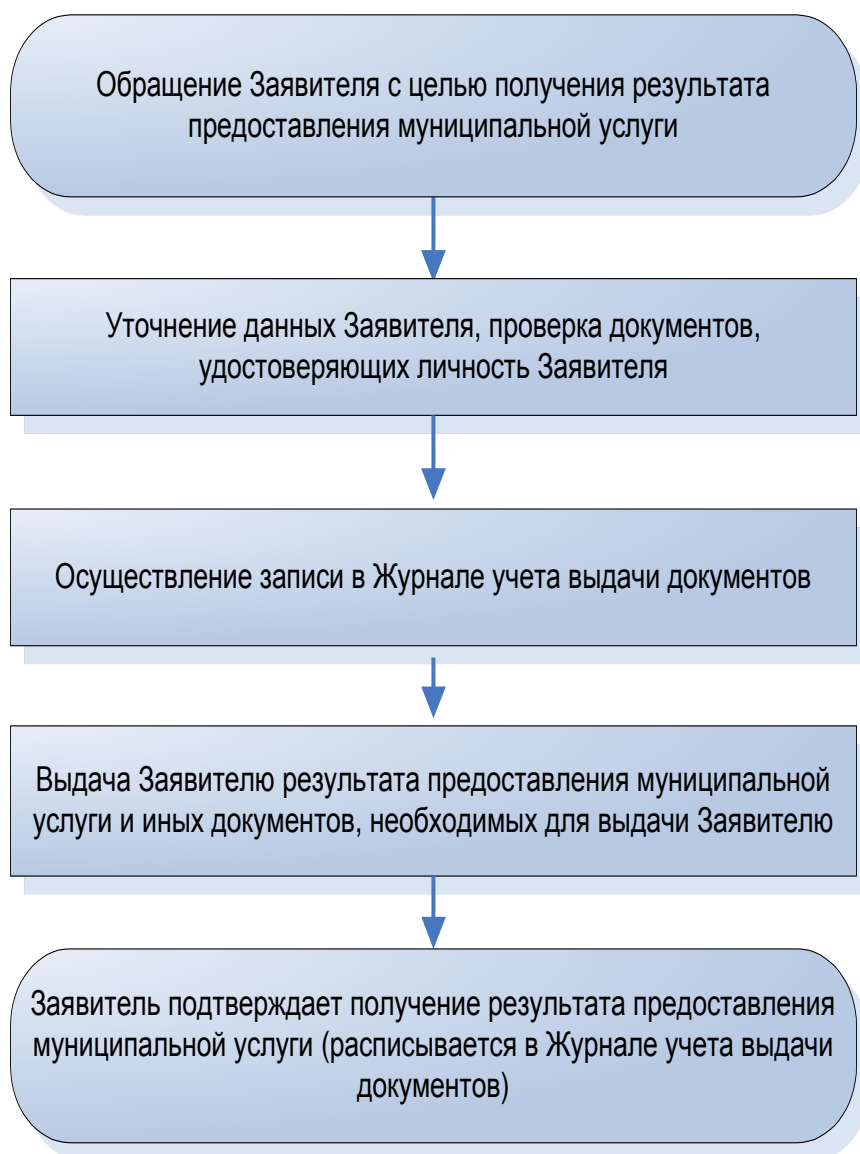 Обращение Заявителя с целью получения результата
предоставления муниципальной услуги
Уточнение данных Заявителя, проверка документов,
удостоверяющих личность Заявителя
Осуществление записи в Журнале учета выдачи документов
Выдача Заявителю результата предоставления муниципальной
услуги и иных документов, необходимых для выдачи Заявителю
Заявитель подтверждает получение результата предоставления
муниципальной услуги (расписывается в Журнале учета выдачи
документов)